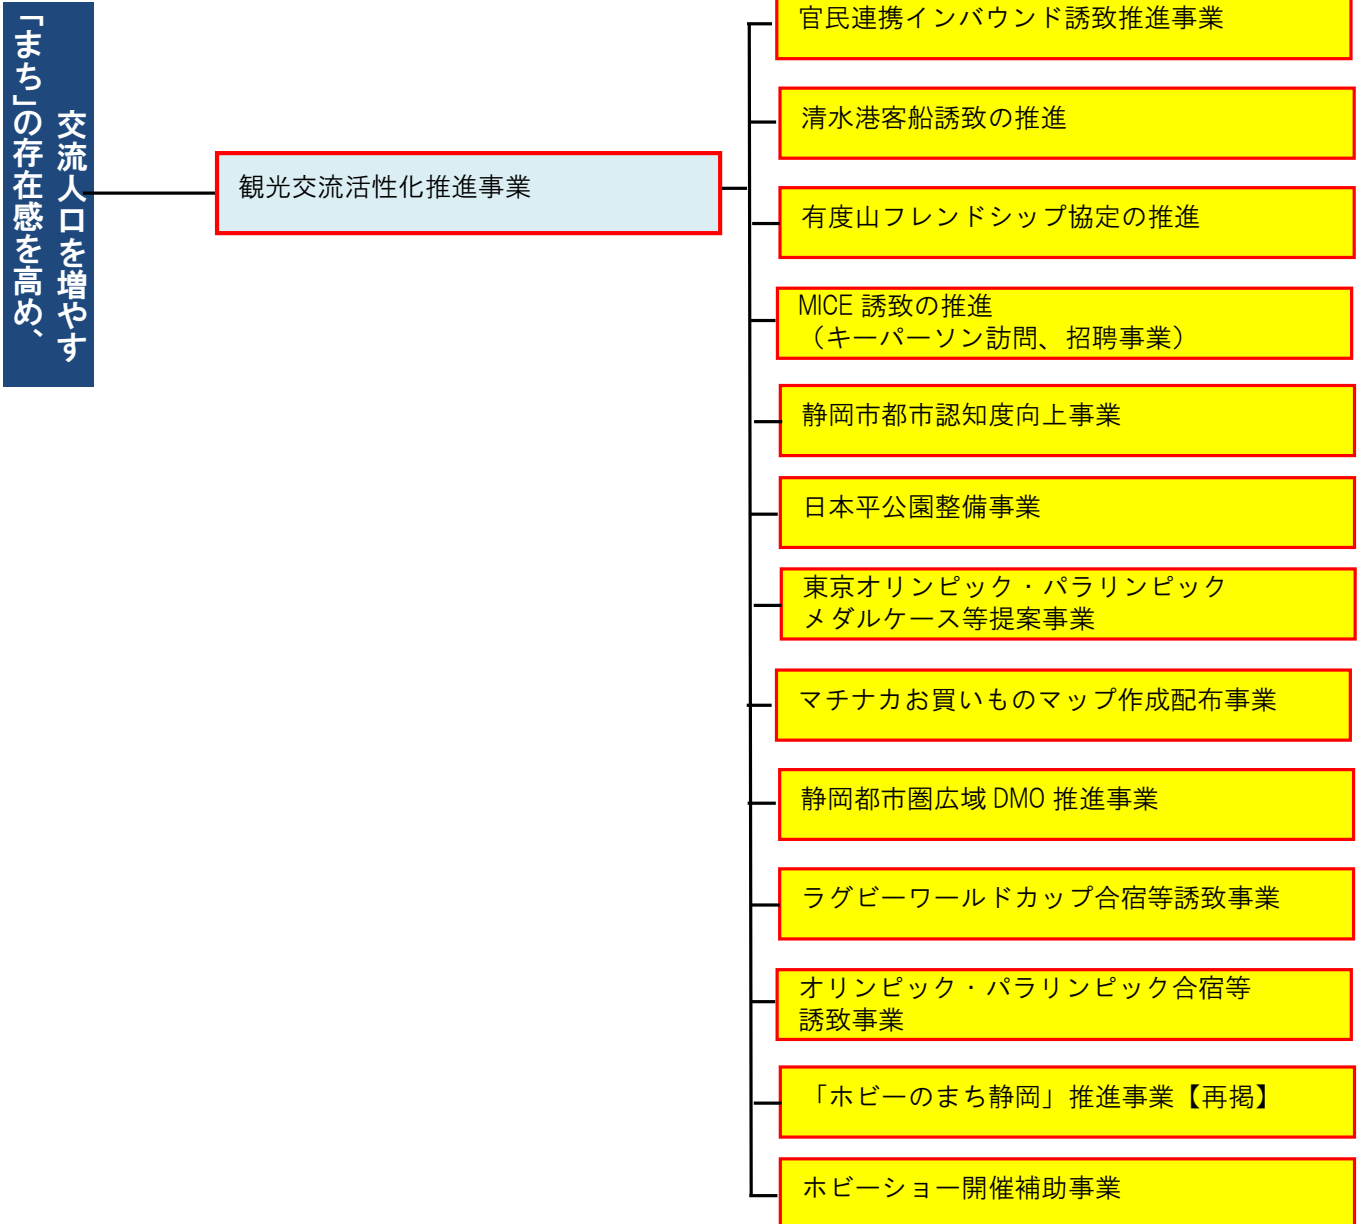 「まち」の存在感を高め、
交流人口を増やす
観光交流活性化推進事業
官民連携インバウンド誘致推進事業
清水港客船誘致の推進
有度山フレンドシップ協定の推進
MICE 誘致の推進
（キーパーソン訪問、招聘事業）
静岡市都市認知度向上事業
日本平公園整備事業
東京オリンピック・パラリンピック
メダルケース等提案事業
マチナカお買いものマップ作成配布事業
静岡都市圏広域 DMO 推進事業
ラグビーワールドカップ合宿等誘致事業
オリンピック・パラリンピック合宿等
誘致事業
「ホビーのまち静岡」推進事業【再掲】
ホビーショー開催補助事業